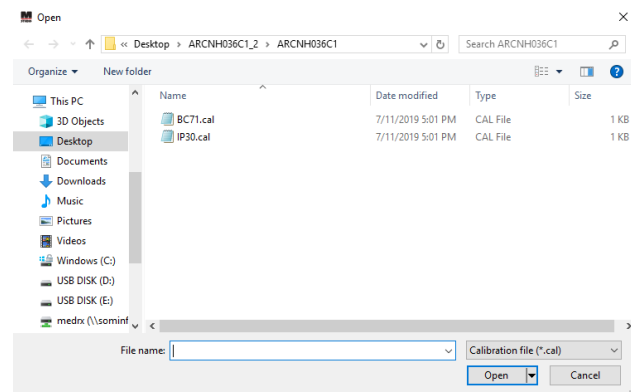 Open
« Desktop > ARCNH036C1_2 > ARCNH036C1
Search ARCNH036C1
Organize
New folder
Name Date modified Type Size
BC71.cal 7/11/2019 5:01 PM CAL File 1 KB
IP30.cal 7/11/2019 5:01 PM CAL File 1 KB
This PC
3D Objects
Desktop
Documents
Downloads
Music
Pictures
Videos
Windows (C:)
USB DISK (D:)
USB DISK (E:)
medrx (\\sominf
File name:
Calibration file (*.cal)
Open
Cancel